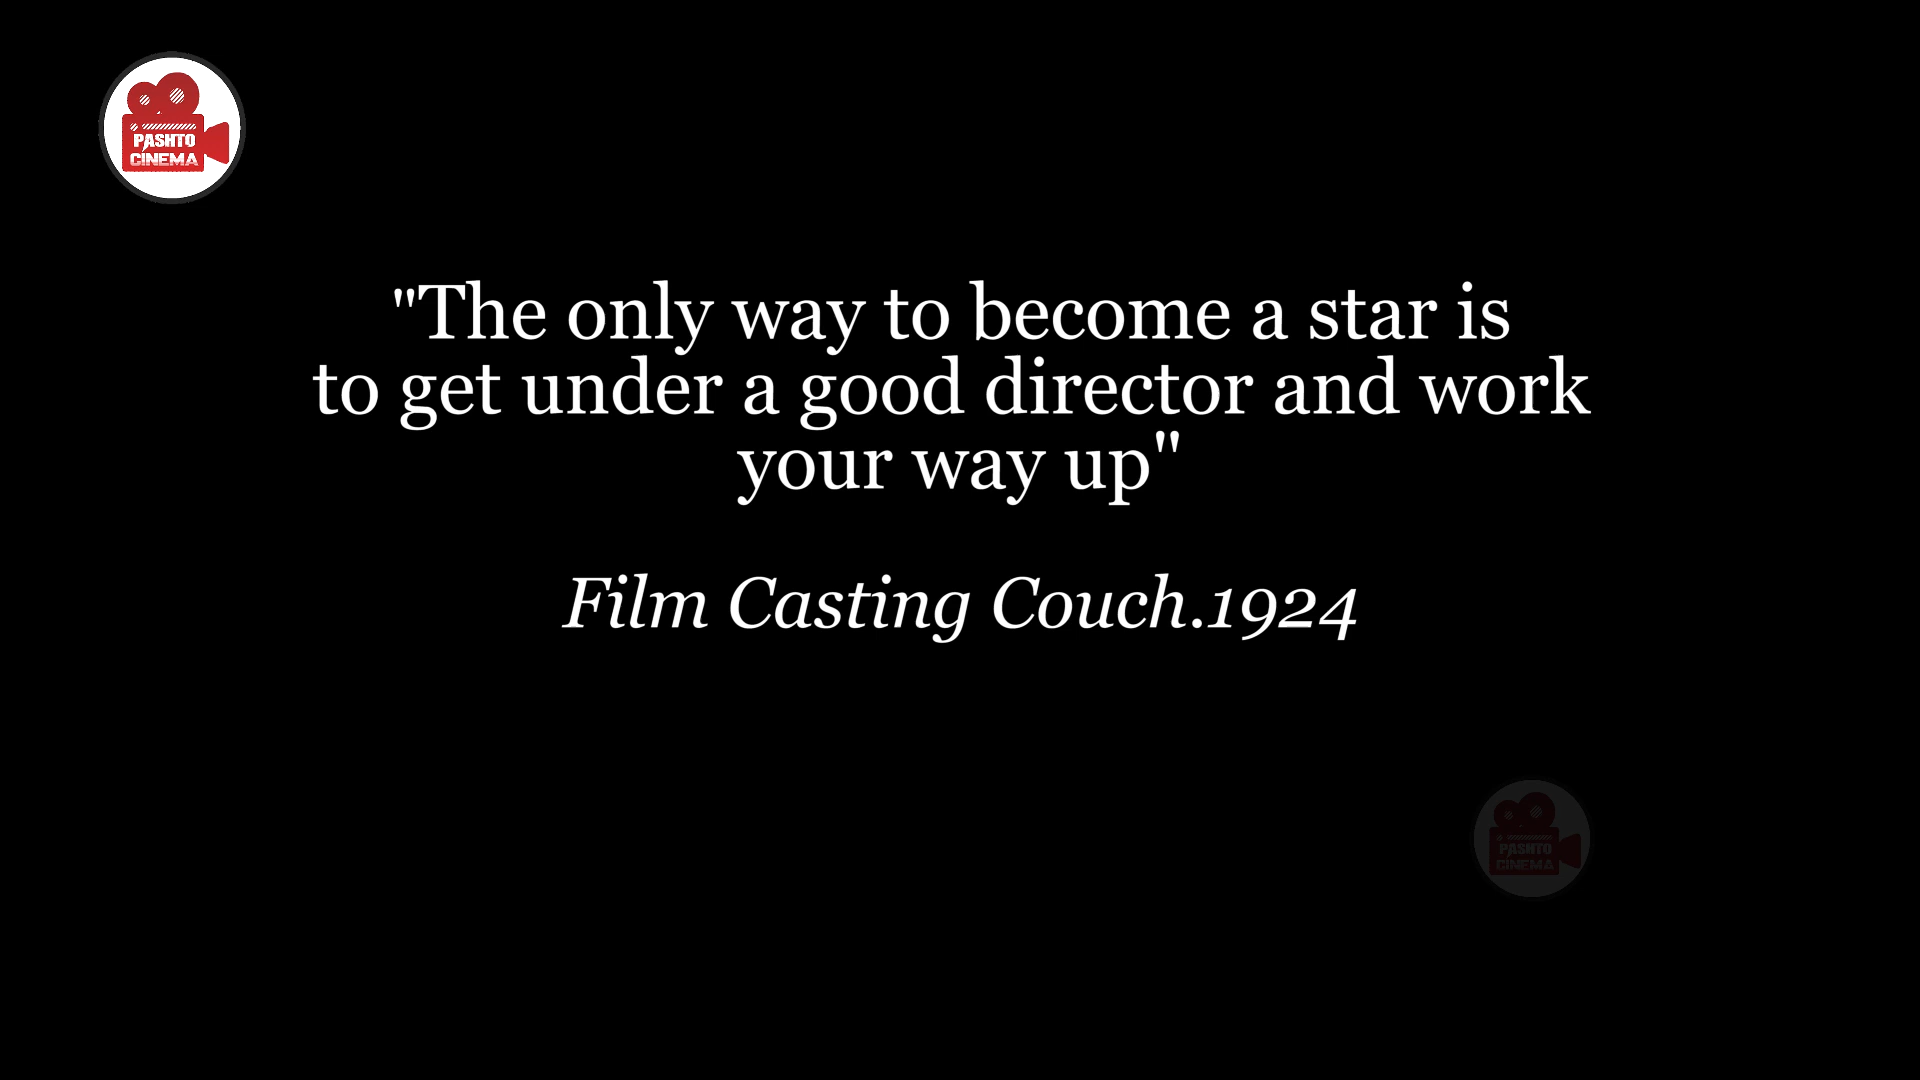 PASHTO
CINEMA
"The only way to become a star is
to get under a good director and work
your way up"
Film Casting Couch.1924
PASHTO
CINEMA